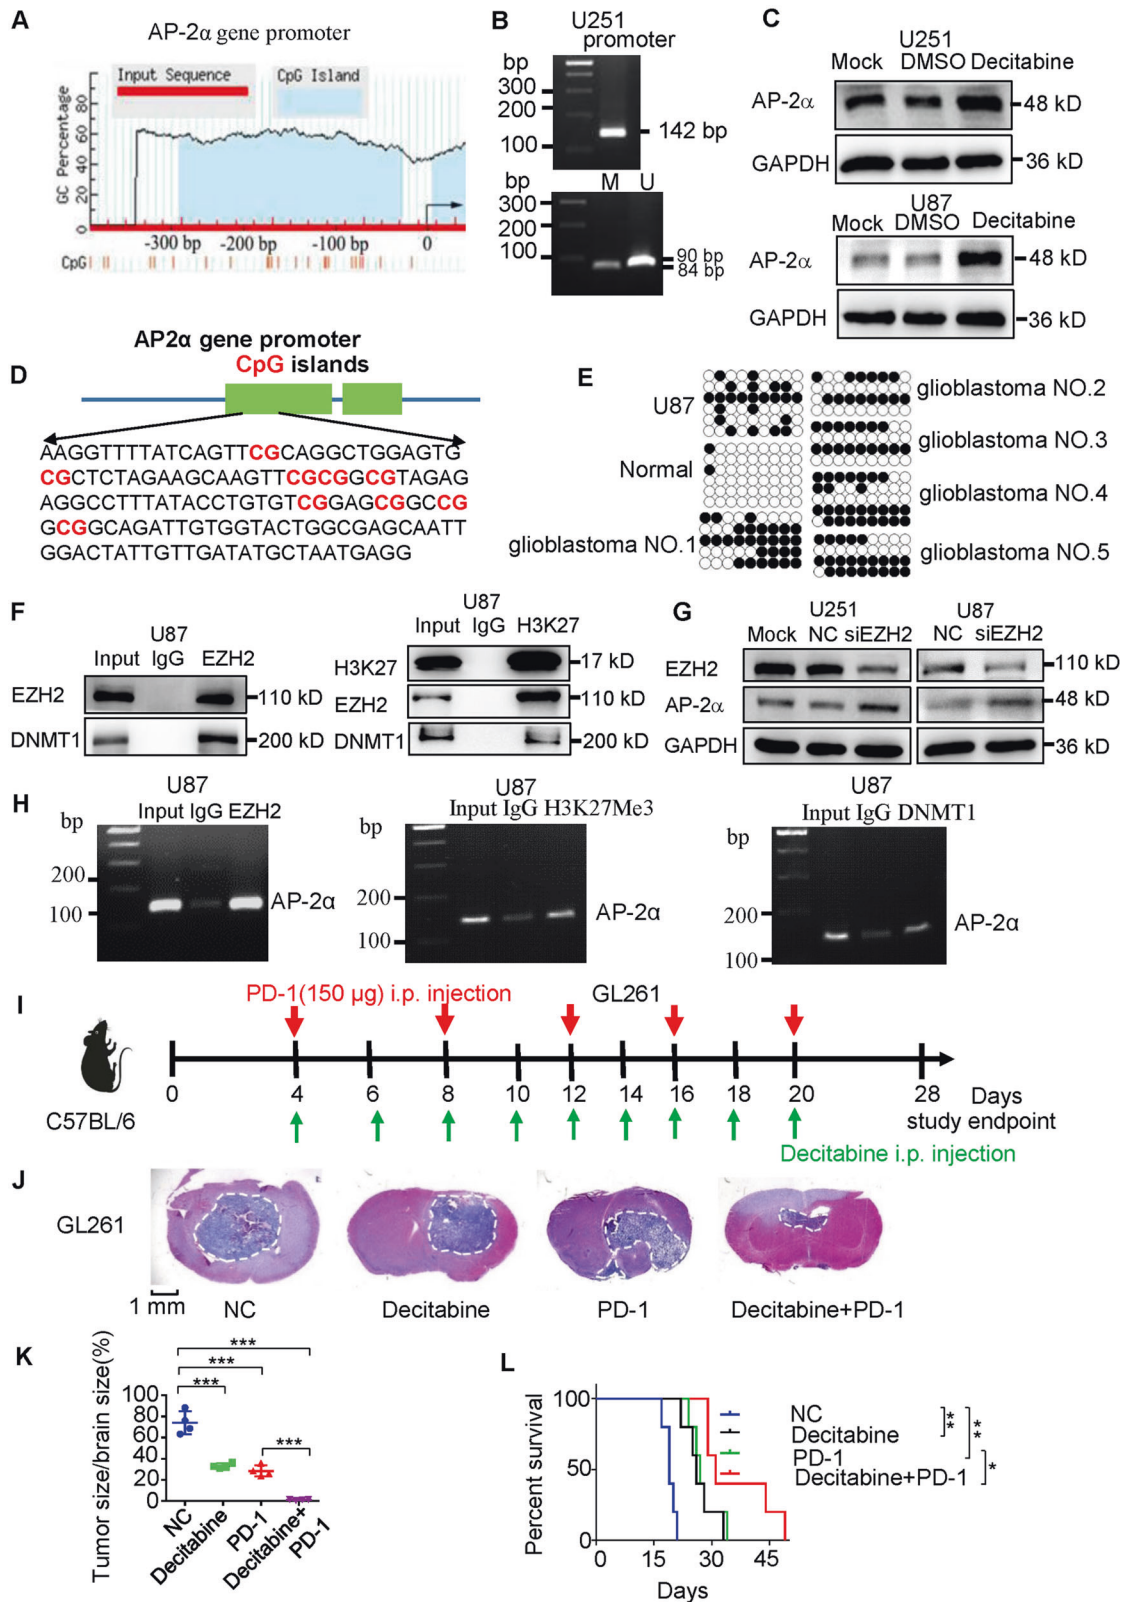 A
AP-2α gene promoter
Input Sequence
CpG Island
GC Percentage
80
60
40
20
0
-300 bp -200 bp -100 bp 0
CpG
B
U251
promoter
bp
300
200
100
142 bp
bp M U
300
200
100
90 bp
84 bp
C
U251
Mock DMSO Decitabine
AP-2α 48 kD
GAPDH 36 kD
U87
Mock DMSO Decitabine
AP-2α 48 kD
GAPDH 36 kD
D
AP2α gene promoter
CpG islands
AAGGTTTTATCAGTTCGCAGGCTGGAGTG
CGCTCTAGAAGCAAGTTCGCGGCGTAGAG
AGGCCTTTATACCTGTGTCGGAGCGGCCG
GCGGCAGATTGTGGTACTGGCGAGCAATT
GGACTATTGTTGATATGCTAATGAGG
E
U87
Normal
glioblastoma NO.1
glioblastoma NO.2
glioblastoma NO.3
glioblastoma NO.4
glioblastoma NO.5
F
U87
Input IgG EZH2
EZH2 110 kD
DNMT1 200 kD
U87
Input IgG H3K27
H3K27 17 kD
EZH2 110 kD
DNMT1 200 kD
G
U251 U87
Mock NC siEZH2 NC siEZH2
EZH2 110 kD
AP-2α 48 kD
GAPDH 36 kD
H
U87
Input IgG EZH2
bp
200
100
AP-2α
U87
Input IgG H3K27Me3
bp
200
100
AP-2α
U87
Input IgG DNMT1
bp
200
100
AP-2α
I
PD-1(150 µg) i.p. injection GL261
0 4 6 8 10 12 14 16 18 20 28 Days
C57BL/6 study endpoint
Decitabine i.p. injection
J
GL261
1 mm
NC Decitabine PD-1 Decitabine+PD-1
K
Tumor size/brain size(%)
100
80
60
40
20
0
***
***
***
***
NC
Decitabine
PD-1
Decitabine+
PD-1
L
Percent survival
100
50
0
0 15 30 45
Days
NC
Decitabine
PD-1
Decitabine+PD-1
**
**
*